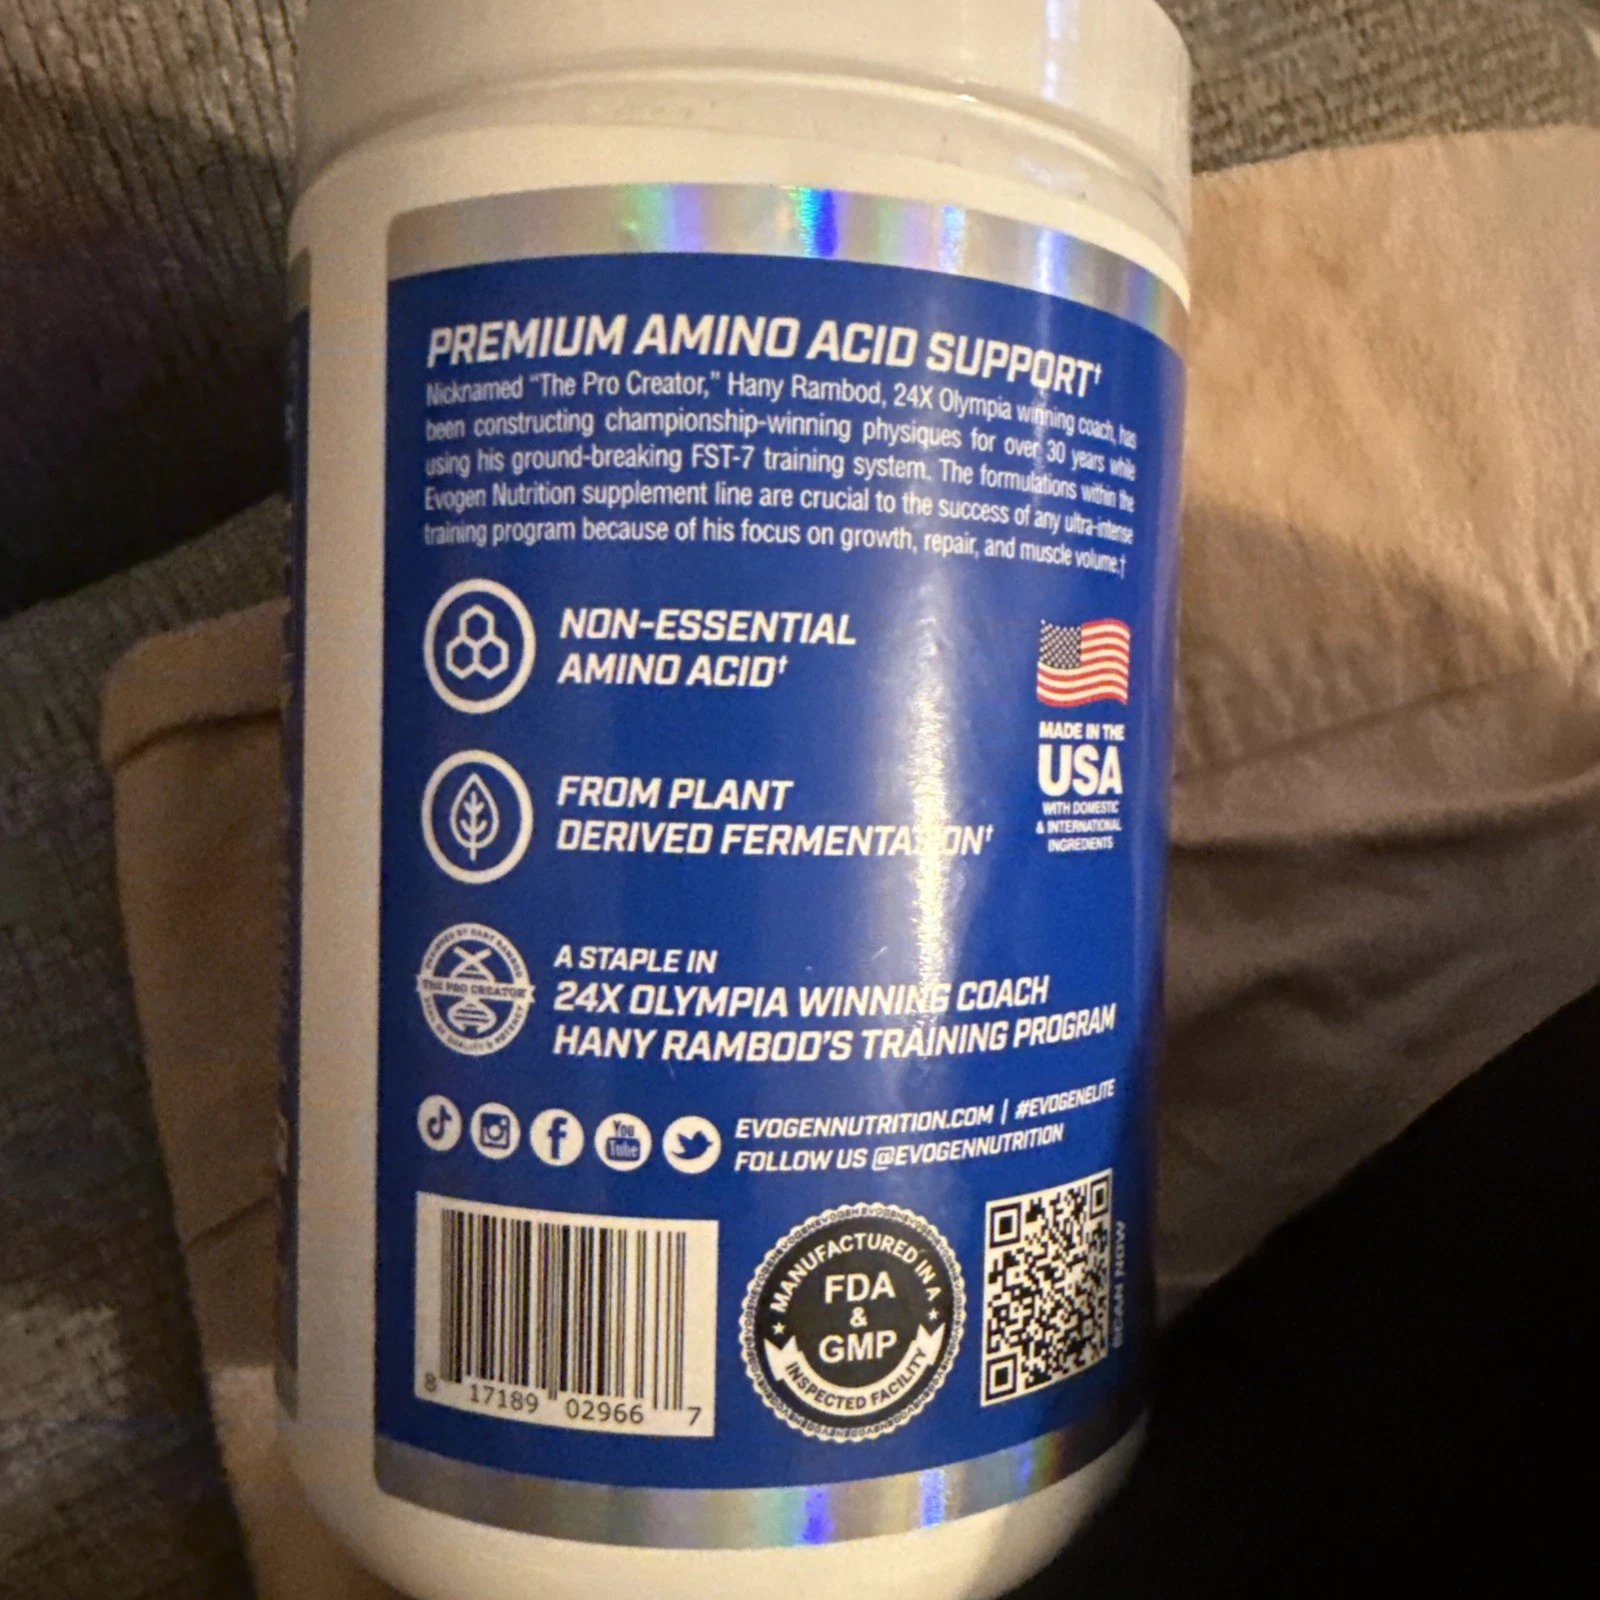 PREMIUM AMINO ACID SUPPORT†
Nicknamed “The Pro Creator,” Hany Rambod, 24X Olympia winning coach, has
been constructing championship-winning physiques for over 30 years while
using his ground-breaking FST-7 training system. The formulations within the
Evogen Nutrition supplement line are crucial to the success of any ultra-intense
training program because of his focus on growth, repair, and muscle volume.†
NON-ESSENTIAL
AMINO ACID†
FROM PLANT
DERIVED FERMENTATION†
MADE IN THE
USA
WITH DOMESTIC
& INTERNATIONAL
INGREDIENTS
THE PRO CREATOR
A STAPLE IN
24X OLYMPIA WINNING COACH
HANY RAMBOD’S TRAINING PROGRAM
You
Tube
EVOGENNUTRITION.COM | #EVOGENELITE
FOLLOW US @EVOGENNUTRITION
8 17189 02966 7
MANUFACTURED IN A
FDA
&
GMP
INSPECTED FACILITY
SCAN NOW